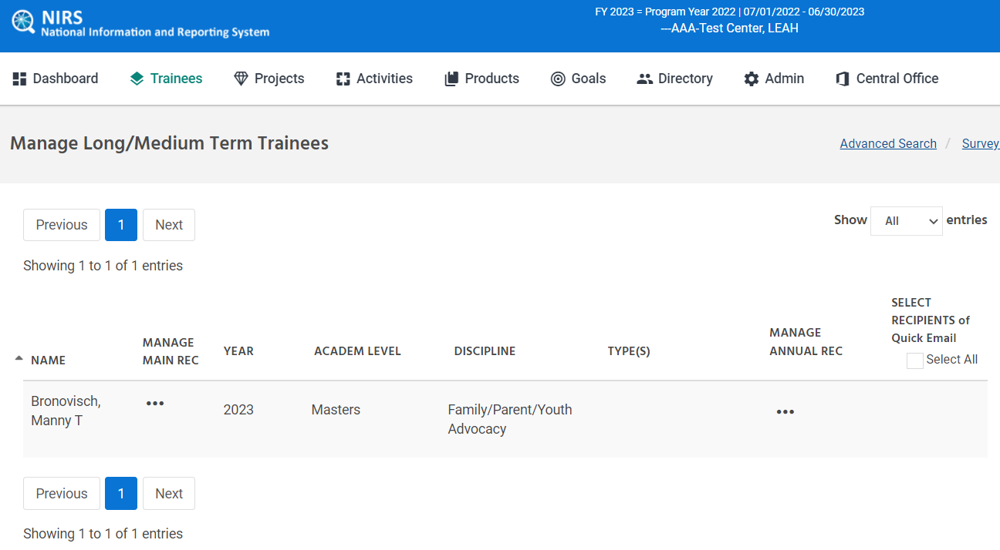 NIRS
National Information and Reporting System
FY 2023 = Program Year 2022 | 07/01/2022 - 06/30/2023
---AAA-Test Center, LEAH
Dashboard
Trainees
Projects
Activities
Products
Goals
Directory
Admin
Central Office
Manage Long/Medium Term Trainees
Advanced Search / Survey
Previous 1 Next
Show All entries
Showing 1 to 1 of 1 entries
NAME
MANAGE
MAIN REC
YEAR
ACADEM LEVEL
DISCIPLINE
TYPE(S)
MANAGE
ANNUAL REC
SELECT
RECIPIENTS of
Quick Email
Select All
Bronovisch,
Manny T
•••
2023
Masters
Family/Parent/Youth
Advocacy
•••
Previous 1 Next
Showing 1 to 1 of 1 entries